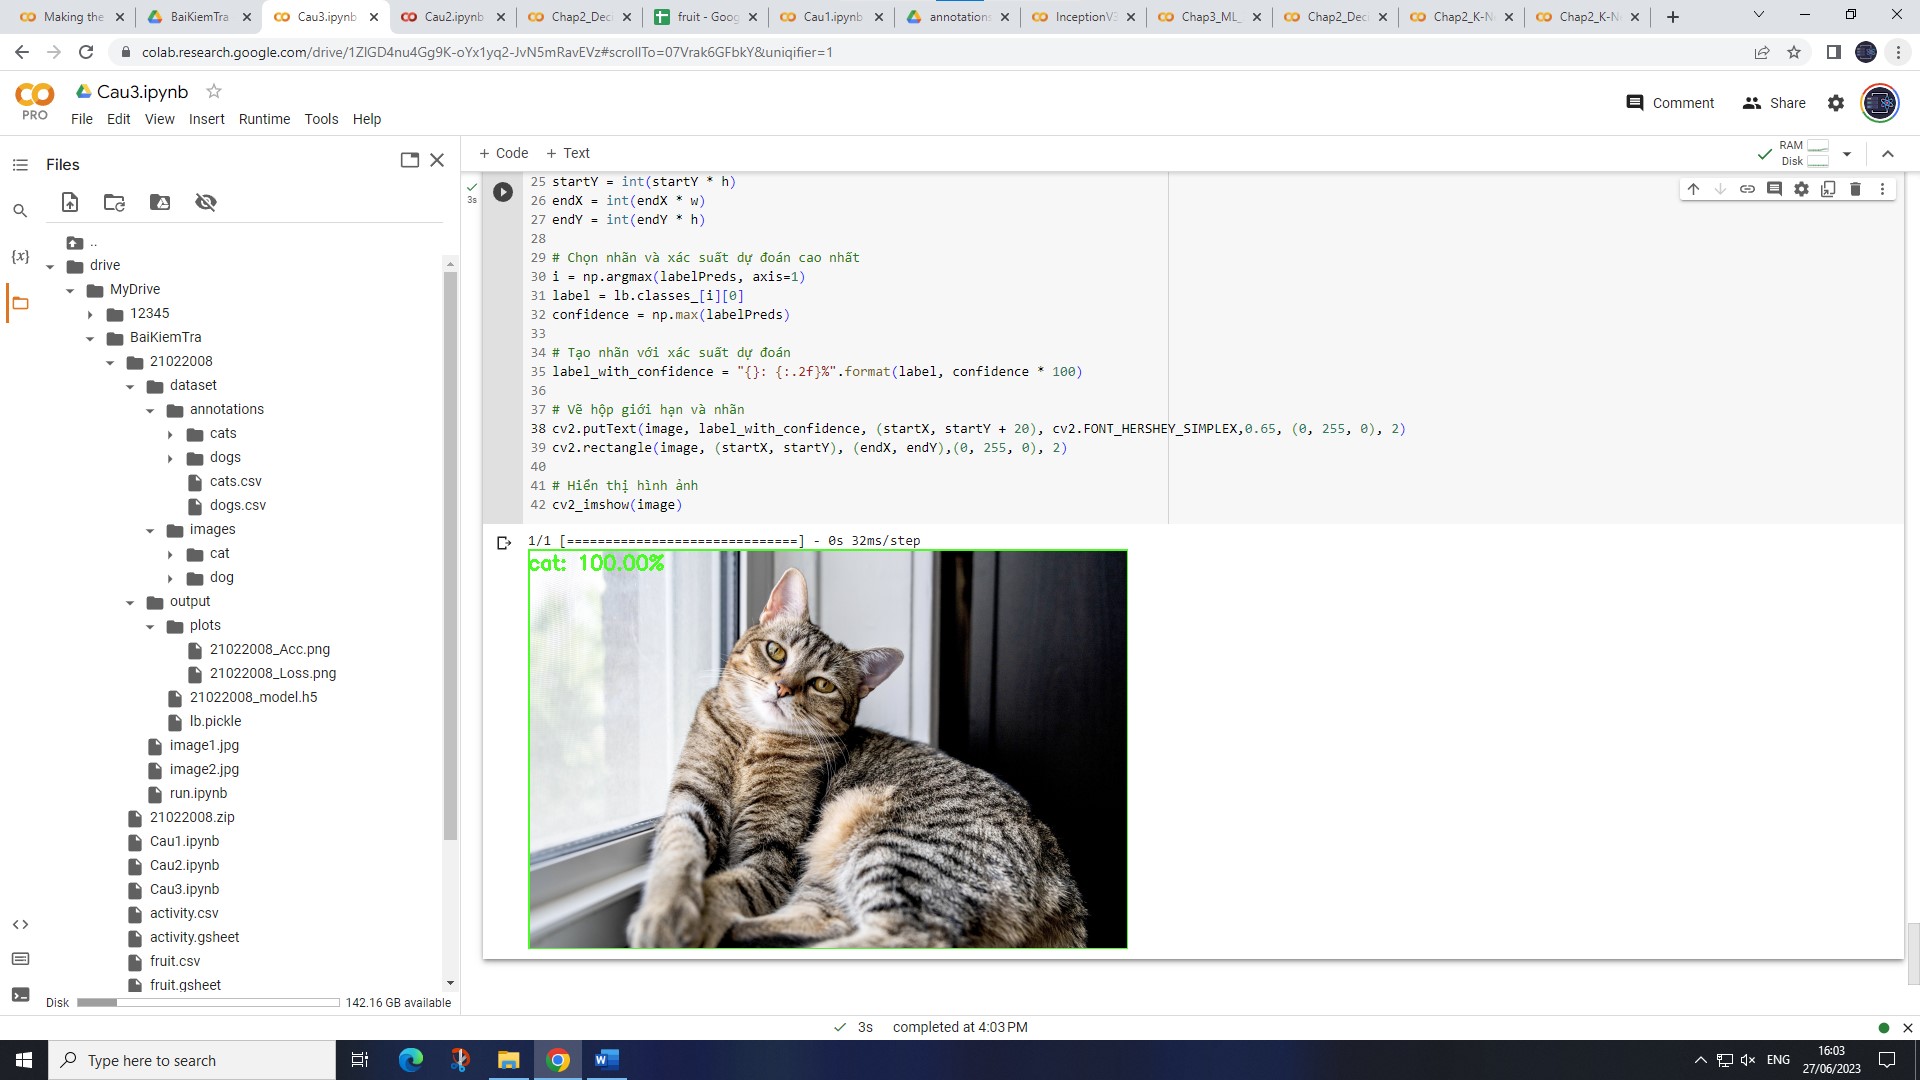 Making the
BaiKiemTra
Cau3.ipynb
Cau2.ipynb
Chap2_Deci
fruit - Goog
Cau1.ipynb
annotations
InceptionV3
Chap3_ML_
Chap2_Deci
Chap2_K-N
Chap2_K-N
colab.research.google.com/drive/1ZlGD4nu4Gg9K-oYx1yq2-JvN5mRavEVz#scrollTo=07Vrak6GFbkY&uniqifier=1
CO
PRO
Cau3.ipynb
File Edit View Insert Runtime Tools Help
Comment
Share
Files
+ Code + Text
RAM
Disk
..
drive
MyDrive
12345
BaiKiemTra
21022008
dataset
annotations
cats
dogs
cats.csv
dogs.csv
images
cat
dog
output
plots
21022008_Acc.png
21022008_Loss.png
21022008_model.h5
lb.pickle
image1.jpg
image2.jpg
run.ipynb
21022008.zip
Cau1.ipynb
Cau2.ipynb
Cau3.ipynb
activity.csv
activity.gsheet
fruit.csv
fruit.gsheet
Disk 142.16 GB available
{x}
3s
25 startY = int(startY * h)
26 endX = int(endX * w)
27 endY = int(endY * h)
28
29 # Chọn nhãn và xác suất dự đoán cao nhất
30 i = np.argmax(labelPreds, axis=1)
31 label = lb.classes_[i][0]
32 confidence = np.max(labelPreds)
33
34 # Tạo nhãn với xác suất dự đoán
35 label_with_confidence = "{}: {:.2f}%".format(label, confidence * 100)
36
37 # Vẽ hộp giới hạn và nhãn
38 cv2.putText(image, label_with_confidence, (startX, startY + 20), cv2.FONT_HERSHEY_SIMPLEX,0.65, (0, 255, 0), 2)
39 cv2.rectangle(image, (startX, startY), (endX, endY),(0, 255, 0), 2)
40
41 # Hiển thị hình ảnh
42 cv2_imshow(image)
1/1 [==============================] - 0s 32ms/step
cat: 100.00%
3s completed at 4:03 PM
Type here to search
ENG
16:03
27/06/2023